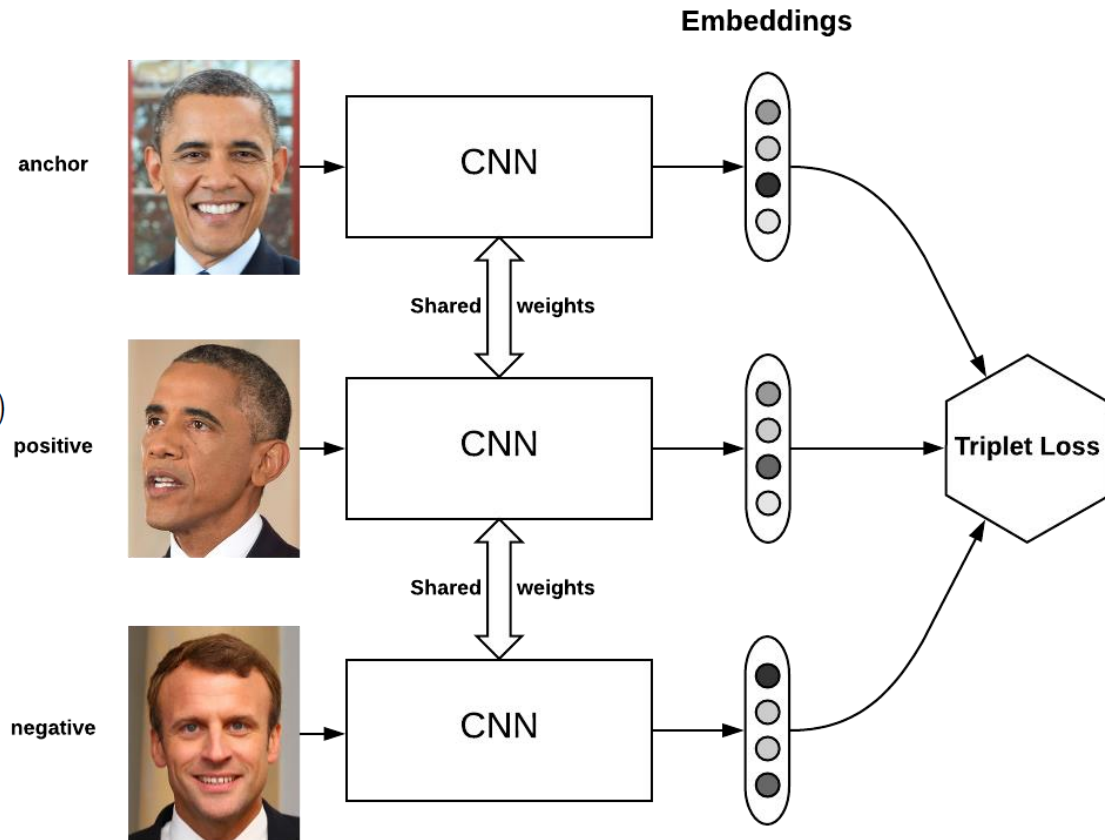 Embeddings
anchor
CNN
Shared weights
)
positive
CNN
Triplet Loss
Shared weights
negative
CNN